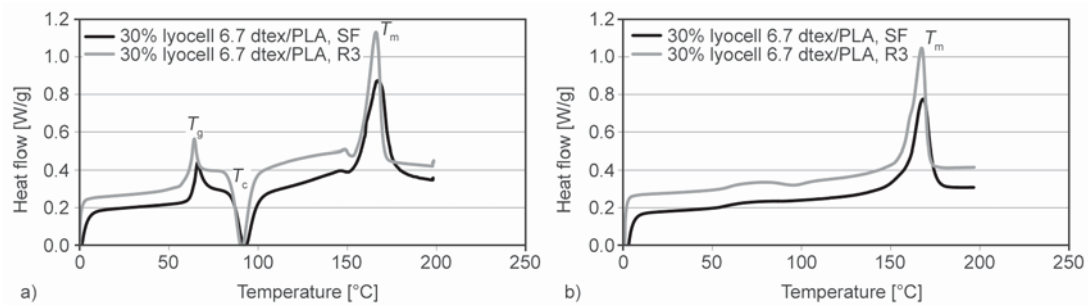 1.2
1.0
0.8
0.6
0.4
0.2
0.0
Heat flow [W/g]
30% lyocell 6.7 dtex/PLA, SF
30% lyocell 6.7 dtex/PLA, R3
Tg
Tc
Tm
0 50 100 150 200 250
Temperature [°C]
a)
1.2
1.0
0.8
0.6
0.4
0.2
0.0
Heat flow [W/g]
30% lyocell 6.7 dtex/PLA, SF
30% lyocell 6.7 dtex/PLA, R3
Tm
0 50 100 150 200 250
Temperature [°C]
b)